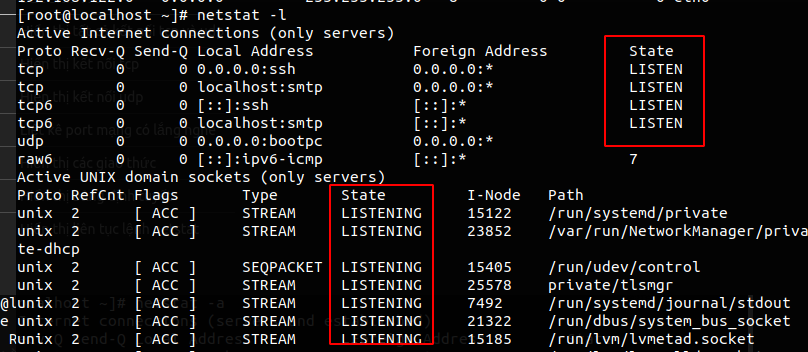 [root@localhost ~]# netstat -l
Active Internet connections (only servers)
Proto Recv-Q Send-Q Local Address Foreign Address State
tcp 0 0 0.0.0.0:ssh 0.0.0.0:* LISTEN
tcp 0 0 localhost:smtp 0.0.0.0:* LISTEN
tcp6 0 0 [::]:ssh [::]:* LISTEN
tcp6 0 0 localhost:smtp [::]:* LISTEN
udp 0 0 0.0.0.0:bootpc 0.0.0.0:*
raw6 0 0 [::]:ipv6-icmp [::]:* 7
Active UNIX domain sockets (only servers)
Proto RefCnt Flags Type State I-Node Path
unix 2 [ ACC ] STREAM LISTENING 15122 /run/systemd/private
unix 2 [ ACC ] STREAM LISTENING 23852 /var/run/NetworkManager/priva
te-dhcp
unix 2 [ ACC ] SEQPACKET LISTENING 15405 /run/udev/control
unix 2 [ ACC ] STREAM LISTENING 25578 private/tlsmgr
unix 2 [ ACC ] STREAM LISTENING 7492 /run/systemd/journal/stdout
unix 2 [ ACC ] STREAM LISTENING 21322 /run/dbus/system_bus_socket
unix 2 [ ACC ] STREAM LISTENING 15185 /run/lvm/lvmetad.socket